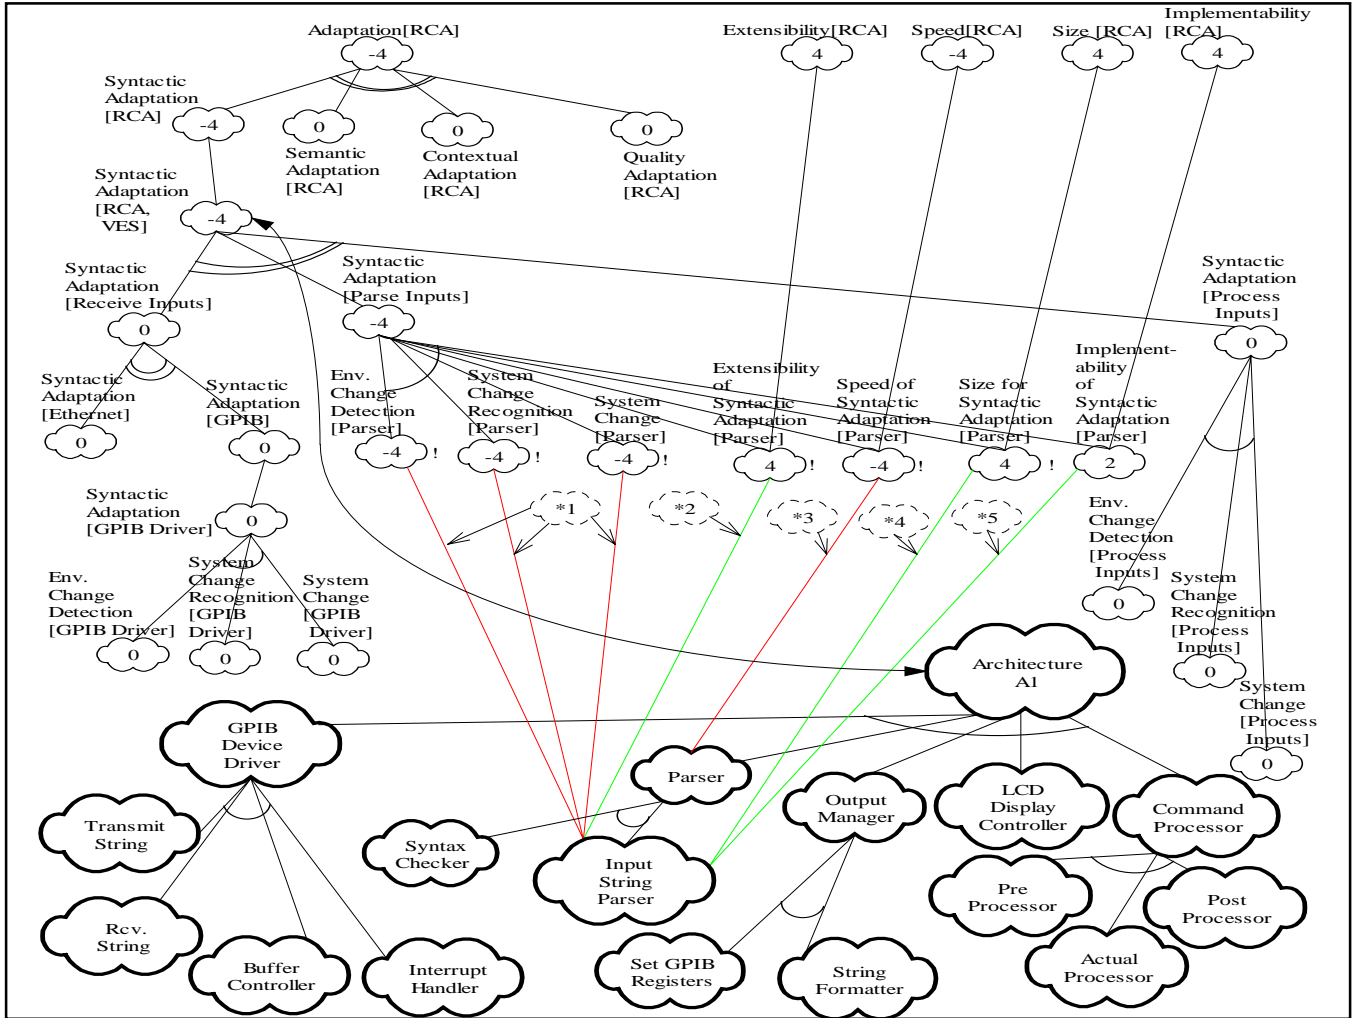 Adaptation[RCA]
-4
Extensibility[RCA]
4
Speed[RCA]
-4
Size [RCA]
4
Implementability
[RCA]
4
Syntactic
Adaptation
[RCA]
-4
0
Semantic
Adaptation
[RCA]
0
Contextual
Adaptation
[RCA]
0
Quality
Adaptation
[RCA]
Syntactic
Adaptation
[RCA,
VES]
-4
Syntactic
Adaptation
[Receive Inputs]
0
Syntactic
Adaptation
[Parse Inputs]
-4
Syntactic
Adaptation
[Process
Inputs]
0
Syntactic
Adaptation
[Ethernet]
0
Syntactic
Adaptation
[GPIB]
0
Env.
Change
Detection
[Parser]
-4 !
System
Change
Recognition
[Parser]
-4 !
System
Change
[Parser]
-4 !
Extensibility
of
Syntactic
Adaptation
[Parser]
4 !
Speed of
Syntactic
Adaptation
[Parser]
-4 !
Size for
Syntactic
Adaptation
[Parser]
4 !
Implement-
ability
of
Syntactic
Adaptation
[Parser]
2
Syntactic
Adaptation
[GPIB Driver]
0
*1
*2
*3
*4
*5
Env.
Change
Detection
[GPIB Driver]
0
System
Change
Recognition
[GPIB
Driver]
0
System
Change
[GPIB
Driver]
0
Env.
Change
Detection
[Process
Inputs]
0
System
Change
Recognition
[Process
Inputs]
0
System
Change
[Process
Inputs]
0
Architecture
A1
GPIB
Device
Driver
Parser
Output
Manager
LCD
Display
Controller
Command
Processor
Transmit
String
Syntax
Checker
Input
String
Parser
Pre
Processor
Post
Processor
Rcv.
String
Buffer
Controller
Interrupt
Handler
Set GPIB
Registers
String
Formatter
Actual
Processor